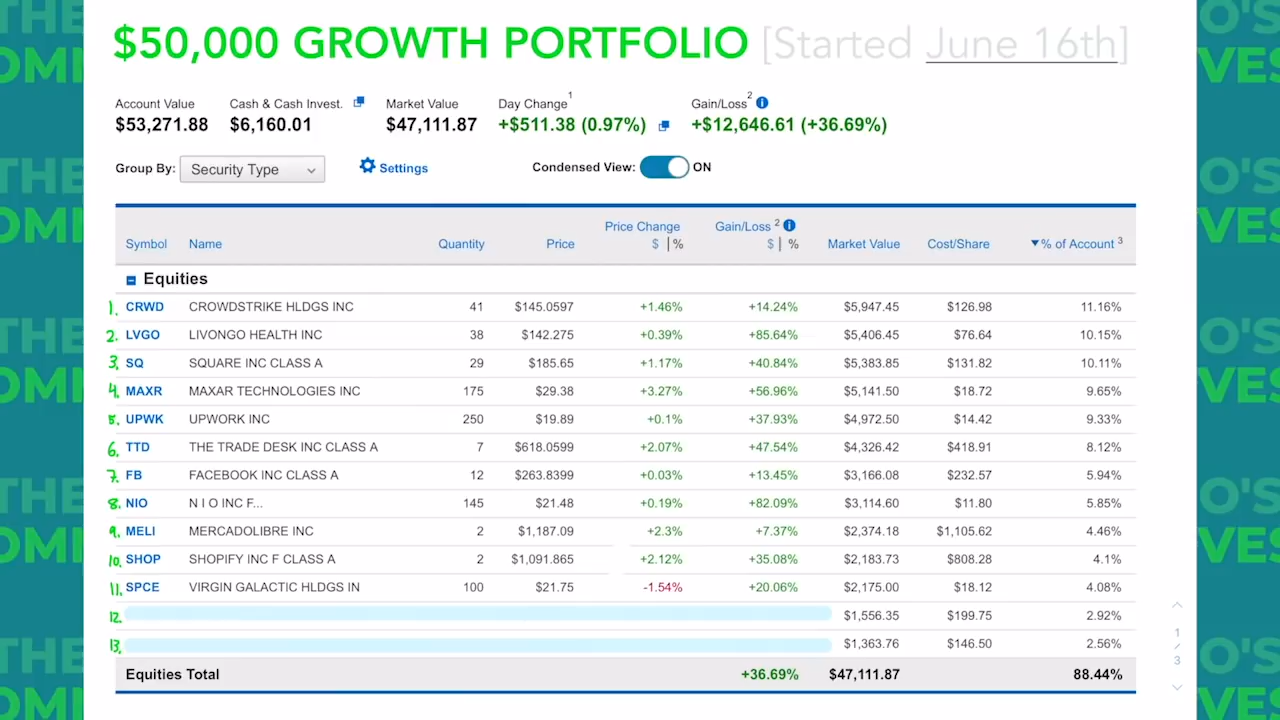 $50,000 GROWTH PORTFOLIO [Started June 16th]
Account Value Cash & Cash Invest. Market Value Day Change 1 Gain/Loss 2
$53,271.88 $6,160.01 $47,111.87 +$511.38 (0.97%) +$12,646.61 (+36.69%)
Group By: Security Type Settings Condensed View: ON
Price Change Gain/Loss 2
Symbol Name Quantity Price $ | % $ | % Market Value Cost/Share ▼% of Account 3
Equities
1. CRWD CROWDSTRIKE HLDGS INC 41 $145.0597 +1.46% +14.24% $5,947.45 $126.98 11.16%
2. LVGO LIVONGO HEALTH INC 38 $142.275 +0.39% +85.64% $5,406.45 $76.64 10.15%
3. SQ SQUARE INC CLASS A 29 $185.65 +1.17% +40.84% $5,383.85 $131.82 10.11%
4. MAXR MAXAR TECHNOLOGIES INC 175 $29.38 +3.27% +56.96% $5,141.50 $18.72 9.65%
5. UPWK UPWORK INC 250 $19.89 +0.1% +37.93% $4,972.50 $14.42 9.33%
6. TTD THE TRADE DESK INC CLASS A 7 $618.0599 +2.07% +47.54% $4,326.42 $418.91 8.12%
7. FB FACEBOOK INC CLASS A 12 $263.8399 +0.03% +13.45% $3,166.08 $232.57 5.94%
8. NIO N I O INC F... 145 $21.48 +0.19% +82.09% $3,114.60 $11.80 5.85%
9. MELI MERCADOLIBRE INC 2 $1,187.09 +2.3% +7.37% $2,374.18 $1,105.62 4.46%
10. SHOP SHOPIFY INC F CLASS A 2 $1,091.865 +2.12% +35.08% $2,183.73 $808.28 4.1%
11. SPCE VIRGIN GALACTIC HLDGS IN 100 $21.75 -1.54% +20.06% $2,175.00 $18.12 4.08%
12. $1,556.35 $199.75 2.92%
13. $1,363.76 $146.50 2.56%
Equities Total +36.69% $47,111.87 88.44%
1/3